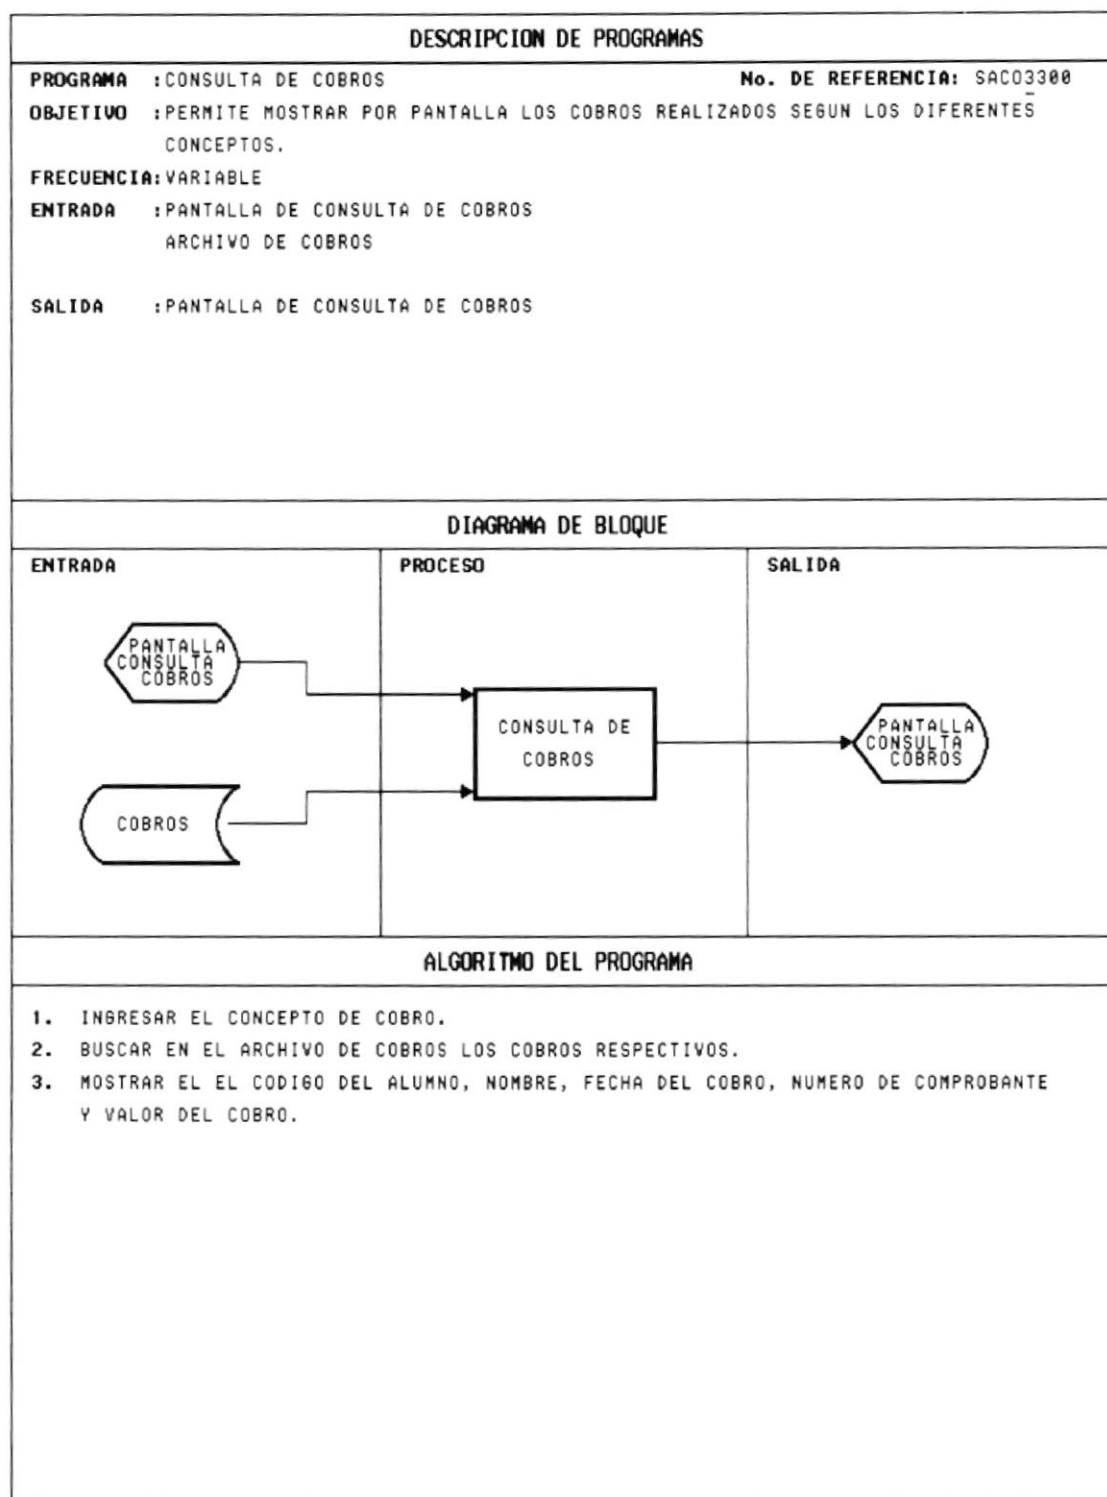 DESCRIPCION DE PROGRAMAS
PROGRAMA :CONSULTA DE COBROS No. DE REFERENCIA: SACO3300
OBJETIVO :PERMITE MOSTRAR POR PANTALLA LOS COBROS REALIZADOS SEGUN LOS DIFERENTES
CONCEPTOS.
FRECUENCIA:VARIABLE
ENTRADA :PANTALLA DE CONSULTA DE COBROS
ARCHIVO DE COBROS
SALIDA :PANTALLA DE CONSULTA DE COBROS
DIAGRAMA DE BLOQUE
ENTRADA PROCESO SALIDA
PANTALLA
CONSULTA
COBROS
COBROS
CONSULTA DE
COBROS
PANTALLA
CONSULTA
COBROS
ALGORITMO DEL PROGRAMA
1. INGRESAR EL CONCEPTO DE COBRO.
2. BUSCAR EN EL ARCHIVO DE COBROS LOS COBROS RESPECTIVOS.
3. MOSTRAR EL EL CODIGO DEL ALUMNO, NOMBRE, FECHA DEL COBRO, NUMERO DE COMPROBANTE
Y VALOR DEL COBRO.